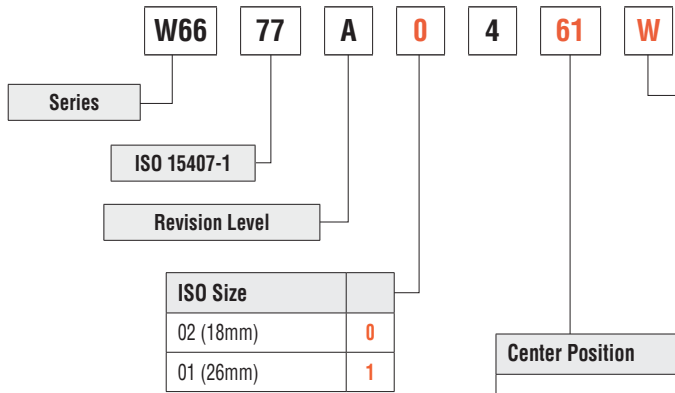 W66 77 A 0 4 61 W
Series
ISO 15407-1
Revision Level
ISO Size
02 (18mm) 0
01 (26mm) 1
Center Position